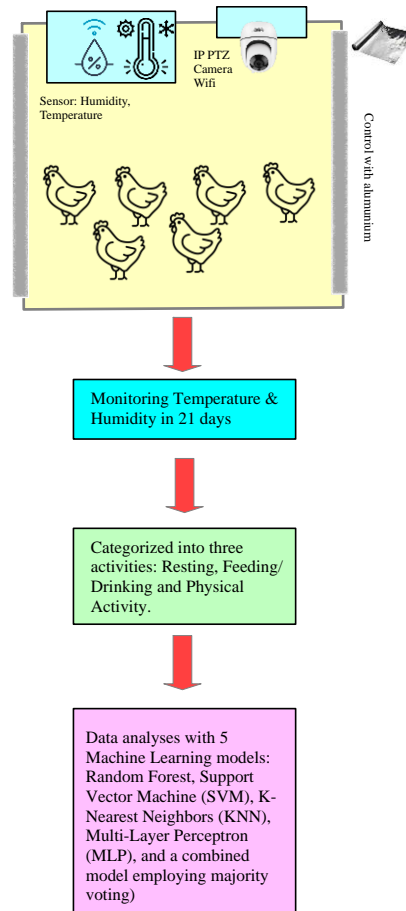 %
Sensor: Humidity,
Temperature
IP PTZ
Camera
Wifi
Control with alumunium
Monitoring Temperature &
Humidity in 21 days
Categorized into three
activities: Resting, Feeding/
Drinking and Physical
Activity.
Data analyses with 5
Machine Learning models:
Random Forest, Support
Vector Machine (SVM), K-
Nearest Neighbors (KNN),
Multi-Layer Perceptron
(MLP), and a combined
model employing majority
voting)